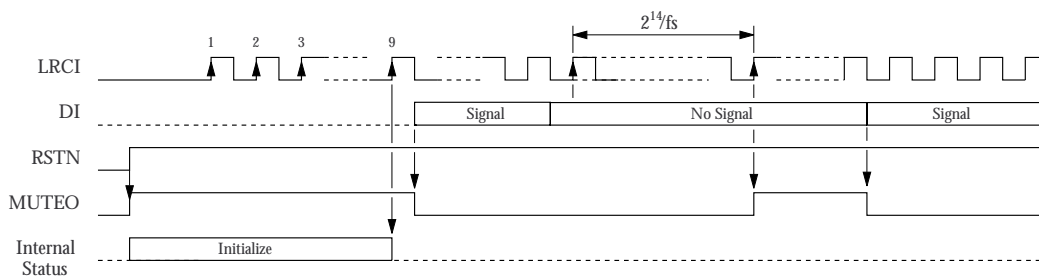 2¹⁴/fs
1 2 3 9
LRCI
DI Signal No Signal Signal
RSTN
MUTEO
Internal Status Initialize